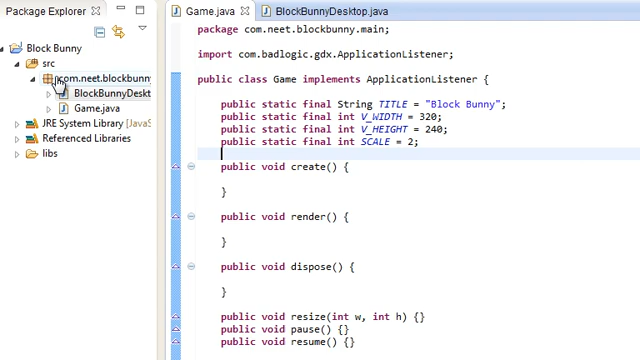 Package Explorer
Block Bunny
src
com.neet.blockbunny
BlockBunnyDeskt
Game.java
JRE System Library [JavaS
Referenced Libraries
libs
Game.java
BlockBunnyDesktop.java
package com.neet.blockbunny.main;
import com.badlogic.gdx.ApplicationListener;
public class Game implements ApplicationListener {
public static final String TITLE = "Block Bunny";
public static final int V_WIDTH = 320;
public static final int V_HEIGHT = 240;
public static final int SCALE = 2;
public void create() {
}
public void render() {
}
public void dispose() {
}
public void resize(int w, int h) {}
public void pause() {}
public void resume() {}